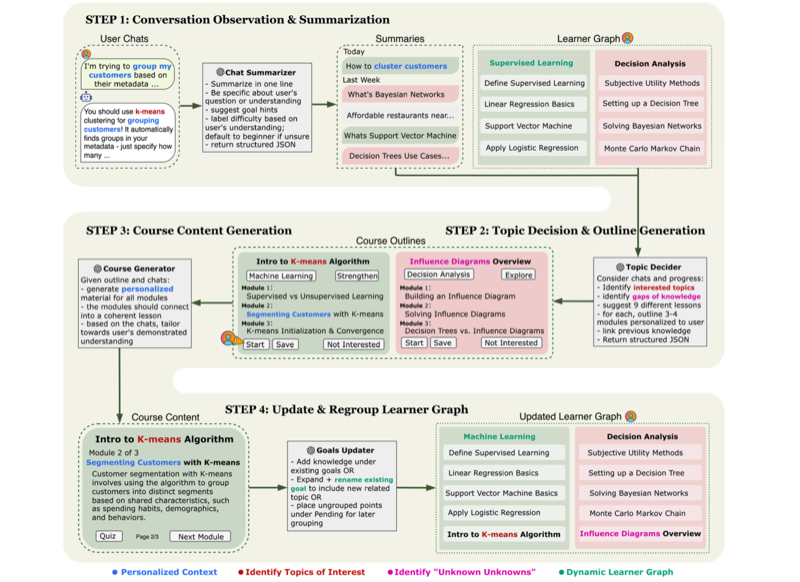 STEP 1: Conversation Observation & Summarization
User Chats
I'm trying to group my
customers based on
their metadata ...
You should use k-means
clustering for grouping
customers! It automatically
finds groups in your
metadata - just specify how
many ...
Chat Summarizer
- Summarize in one line
- Be specific about user's
question or understanding
- suggest goal hints
- label difficulty based on
user's understanding;
default to beginner if unsure
- return structured JSON
Summaries
Today
How to cluster customers
Last Week
What's Bayesian Networks
Affordable restaurants near...
Whats Support Vector Machine
Decision Trees Use Cases...
Learner Graph
Supervised Learning
Define Supervised Learning
Linear Regression Basics
Support Vector Machine
Apply Logistic Regression
Decision Analysis
Subjective Utility Methods
Setting up a Decision Tree
Solving Bayesian Networks
Monte Carlo Markov Chain
STEP 2: Topic Decision & Outline Generation
Topic Decider
Consider chats and progress:
- Identify interested topics
- identify gaps of knowledge
- suggest 9 different lessons
- for each, outline 3-4
modules personalized to user
- link previous knowledge
- Return structured JSON
Course Outlines
Intro to K-means Algorithm
Machine Learning
Strengthen
Module 1:
Supervised vs Unsupervised Learning
Module 2:
Segmenting Customers with K-means
Module 3:
K-means Initialization & Convergence
Start
Save
Not Interested
Influence Diagrams Overview
Decision Analysis
Explore
Module 1:
Building an Influence Diagram
Module 2:
Solving Influence Diagrams
Module 3:
Decision Trees vs. Influence Diagrams
Start
Save
Not Interested
STEP 3: Course Content Generation
Course Generator
Given outline and chats:
- generate personalized
material for all modules
- the modules should connect
into a coherent lesson
- based on the chats, tailor
towards user's demonstrated
understanding
STEP 4: Update & Regroup Learner Graph
Course Content
Intro to K-means Algorithm
Module 2 of 3
Segmenting Customers with K-means
Customer segmentation with K-means
involves using the algorithm to group
customers into distinct segments
based on shared characteristics, such
as spending habits, demographics,
and behaviors.
Quiz
Page 2/3
Next Module
Goals Updater
- Add knowledge under
existing goals OR
- Expand + rename existing
goal to include new related
topic OR
- place ungrouped points
under Pending for later
grouping
Updated Learner Graph
Machine Learning
Define Supervised Learning
Linear Regression Basics
Support Vector Machine Basics
Apply Logistic Regression
Intro to K-means Algorithm
Decision Analysis
Subjective Utility Methods
Setting up a Decision Tree
Solving Bayesian Networks
Monte Carlo Markov Chain
Influence Diagrams Overview
Personalized Context
Identify Topics of Interest
Identify "Unknown Unknowns"
Dynamic Learner Graph